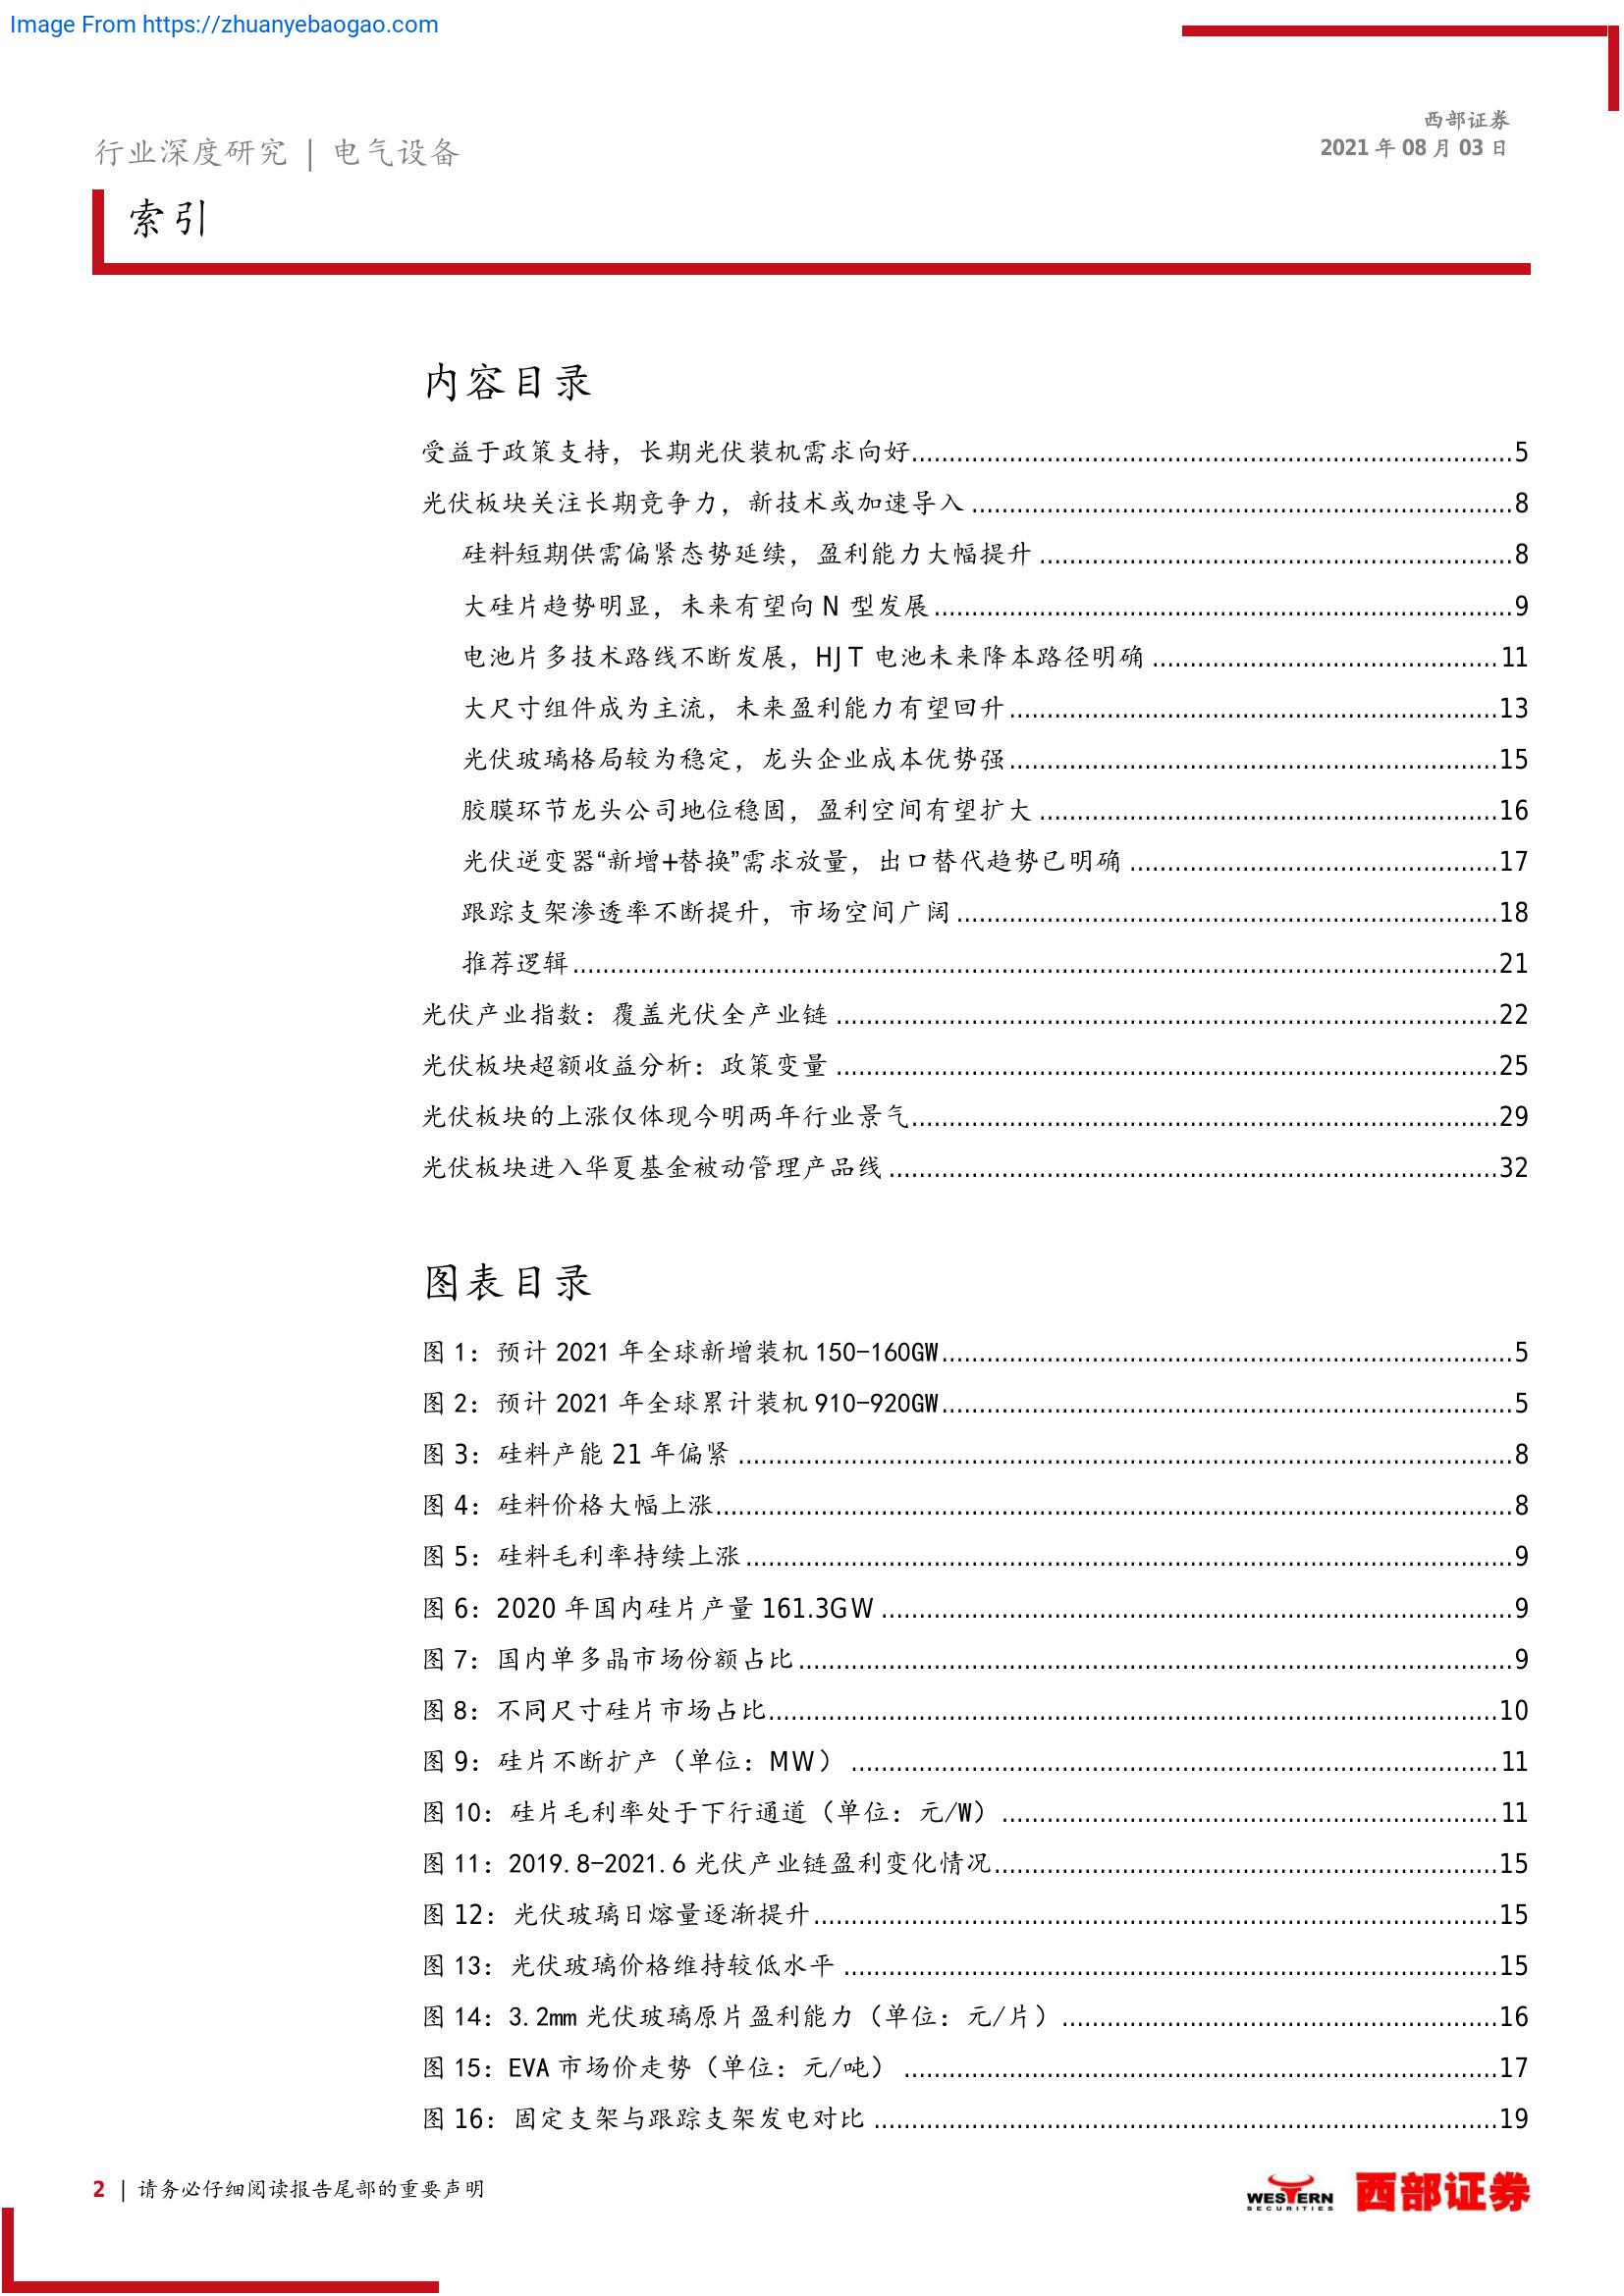 Image From https://zhuanyebaogao.com
西部证券
2021 年 08 月 03 日
行业深度研究 | 电气设备
索引
内容目录
受益于政策支持，长期光伏装机需求向好................5
光伏板块关注长期竞争力，新技术或加速导入................8
硅料短期供需偏紧态势延续，盈利能力大幅提升................8
大硅片趋势明显，未来有望向 N 型发展................9
电池片多技术路线不断发展，HJT 电池未来降本路径明确................11
大尺寸组件成为主流，未来盈利能力有望回升................13
光伏玻璃格局较为稳定，龙头企业成本优势强................15
胶膜环节龙头公司地位稳固，盈利空间有望扩大................16
光伏逆变器“新增+替换”需求放量，出口替代趋势已明确................17
跟踪支架渗透率不断提升，市场空间广阔................18
推荐逻辑................21
光伏产业指数：覆盖光伏全产业链................22
光伏板块超额收益分析：政策变量................25
光伏板块的上涨仅体现今明两年行业景气................29
光伏板块进入华夏基金被动管理产品线................32
图表目录
图 1：预计 2021 年全球新增装机 150-160GW................5
图 2：预计 2021 年全球累计装机 910-920GW................5
图 3：硅料产能 21 年偏紧................8
图 4：硅料价格大幅上涨................8
图 5：硅料毛利率持续上涨................9
图 6：2020 年国内硅片产量 161.3GW................9
图 7：国内单多晶市场份额占比................9
图 8：不同尺寸硅片市场占比................10
图 9：硅片不断扩产（单位：MW）................11
图 10：硅片毛利率处于下行通道（单位：元/W）................11
图 11：2019.8-2021.6 光伏产业链盈利变化情况................15
图 12：光伏玻璃日熔量逐渐提升................15
图 13：光伏玻璃价格维持较低水平................15
图 14：3.2mm 光伏玻璃原片盈利能力（单位：元/片）................16
图 15：EVA 市场价走势（单位：元/吨）................17
图 16：固定支架与跟踪支架发电对比................19
2 | 请务必仔细阅读报告尾部的重要声明
WESTERN
SECURITIES
西部证券